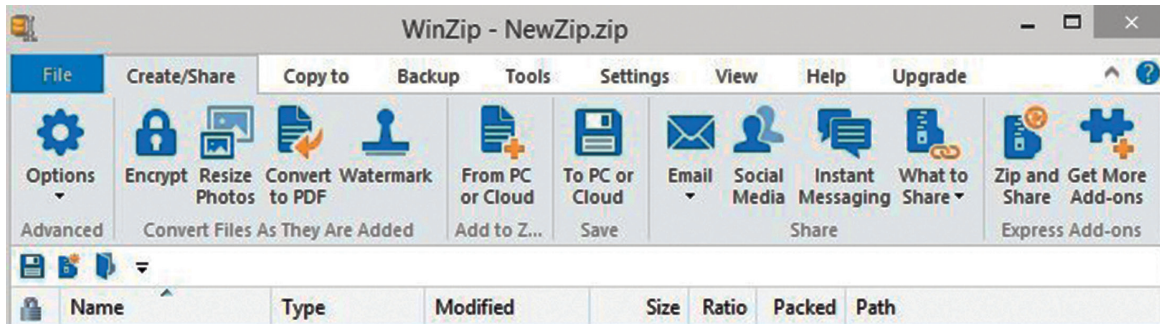 WinZip - NewZip.zip
File Create/Share Copy to Backup Tools Settings View Help Upgrade
Options Encrypt Resize Convert Watermark From PC To PC or Email Social Instant What to Zip and Get More
Photos to PDF or Cloud Cloud Media Messaging Share Share Add-ons
Advanced Convert Files As They Are Added Add to Z... Save Share Express Add-ons
Name Type Modified Size Ratio Packed Path